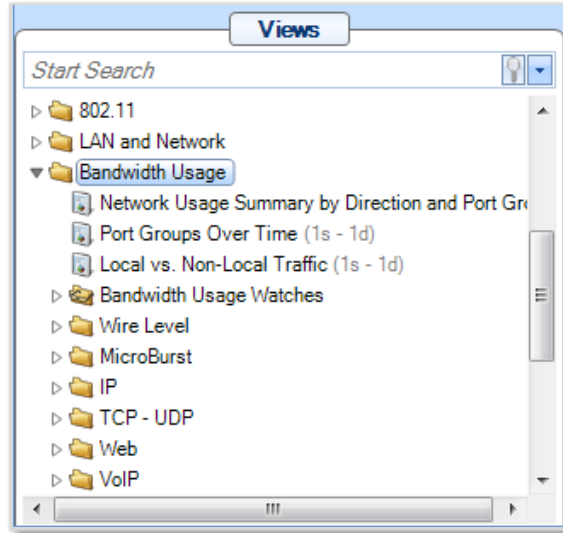 Views
Start Search
802.11
LAN and Network
Bandwidth Usage
Network Usage Summary by Direction and Port Gr
Port Groups Over Time (1s - 1d)
Local vs. Non-Local Traffic (1s - 1d)
Bandwidth Usage Watches
Wire Level
MicroBurst
IP
TCP - UDP
Web
VoIP